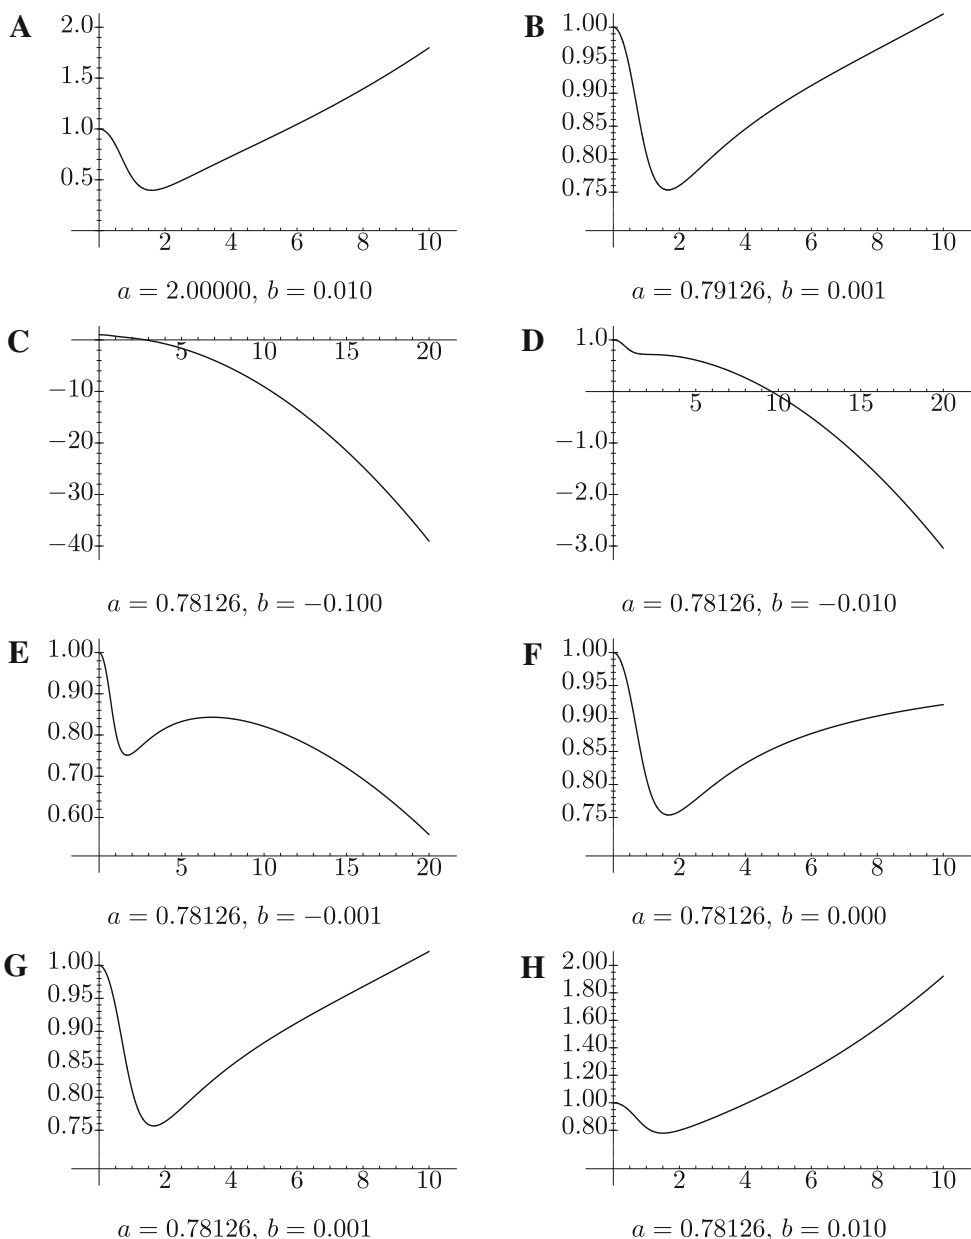 A
2.0
1.5
1.0
0.5
2 4 6 8 10
a = 2.00000, b = 0.010
B
1.00
0.95
0.90
0.85
0.80
0.75
2 4 6 8 10
a = 0.79126, b = 0.001
C
5 10 15 20
−10
−20
−30
−40
a = 0.78126, b = −0.100
D
1.0
5 10 15 20
−1.0
−2.0
−3.0
a = 0.78126, b = −0.010
E
1.00
0.90
0.80
0.70
0.60
5 10 15 20
a = 0.78126, b = −0.001
F
1.00
0.95
0.90
0.85
0.80
0.75
2 4 6 8 10
a = 0.78126, b = 0.000
G
1.00
0.95
0.90
0.85
0.80
0.75
2 4 6 8 10
a = 0.78126, b = 0.001
H
2.00
1.80
1.60
1.40
1.20
1.00
0.80
2 4 6 8 10
a = 0.78126, b = 0.010